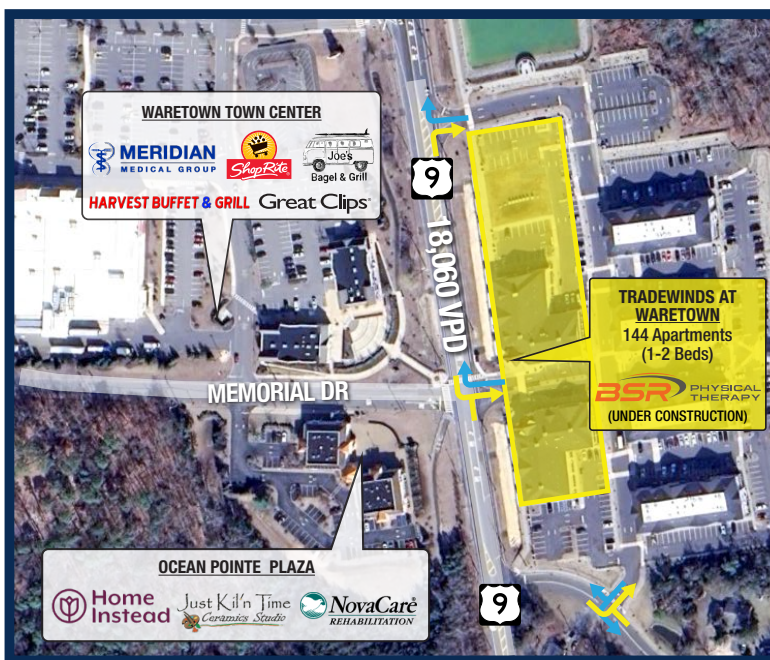 WARETOWN TOWN CENTER
MERIDIAN
MEDICAL GROUP
ShopRite
Joe's
Bagel & Grill
HARVEST BUFFET & GRILL
Great Clips®
9
18,060 VPD
TRADEWINDS AT
WARETOWN
144 Apartments
(1-2 Beds)
BSR PHYSICAL
THERAPY
(UNDER CONSTRUCTION)
MEMORIAL DR
OCEAN POINTE PLAZA
Home
Instead
Just Kil'n Time
Ceramics Studio
NovaCare®
REHABILITATION
9